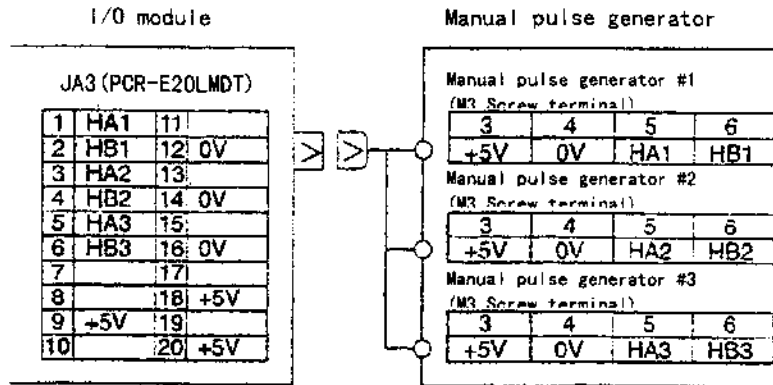 I/O module
Manual pulse generator
JA3(PCR-E20LMDT)
1 HA1 11
2 HB1 12 0V
3 HA2 13
4 HB2 14 0V
5 HA3 15
6 HB3 16 0V
7 17
8 18 +5V
9 +5V 19
10 20 +5V
Manual pulse generator #1
(M3 Screw terminal)
3 4 5 6
+5V 0V HA1 HB1
Manual pulse generator #2
(M3 Screw terminal)
3 4 5 6
+5V 0V HA2 HB2
Manual pulse generator #3
(M3 Screw terminal)
3 4 5 6
+5V 0V HA3 HB3